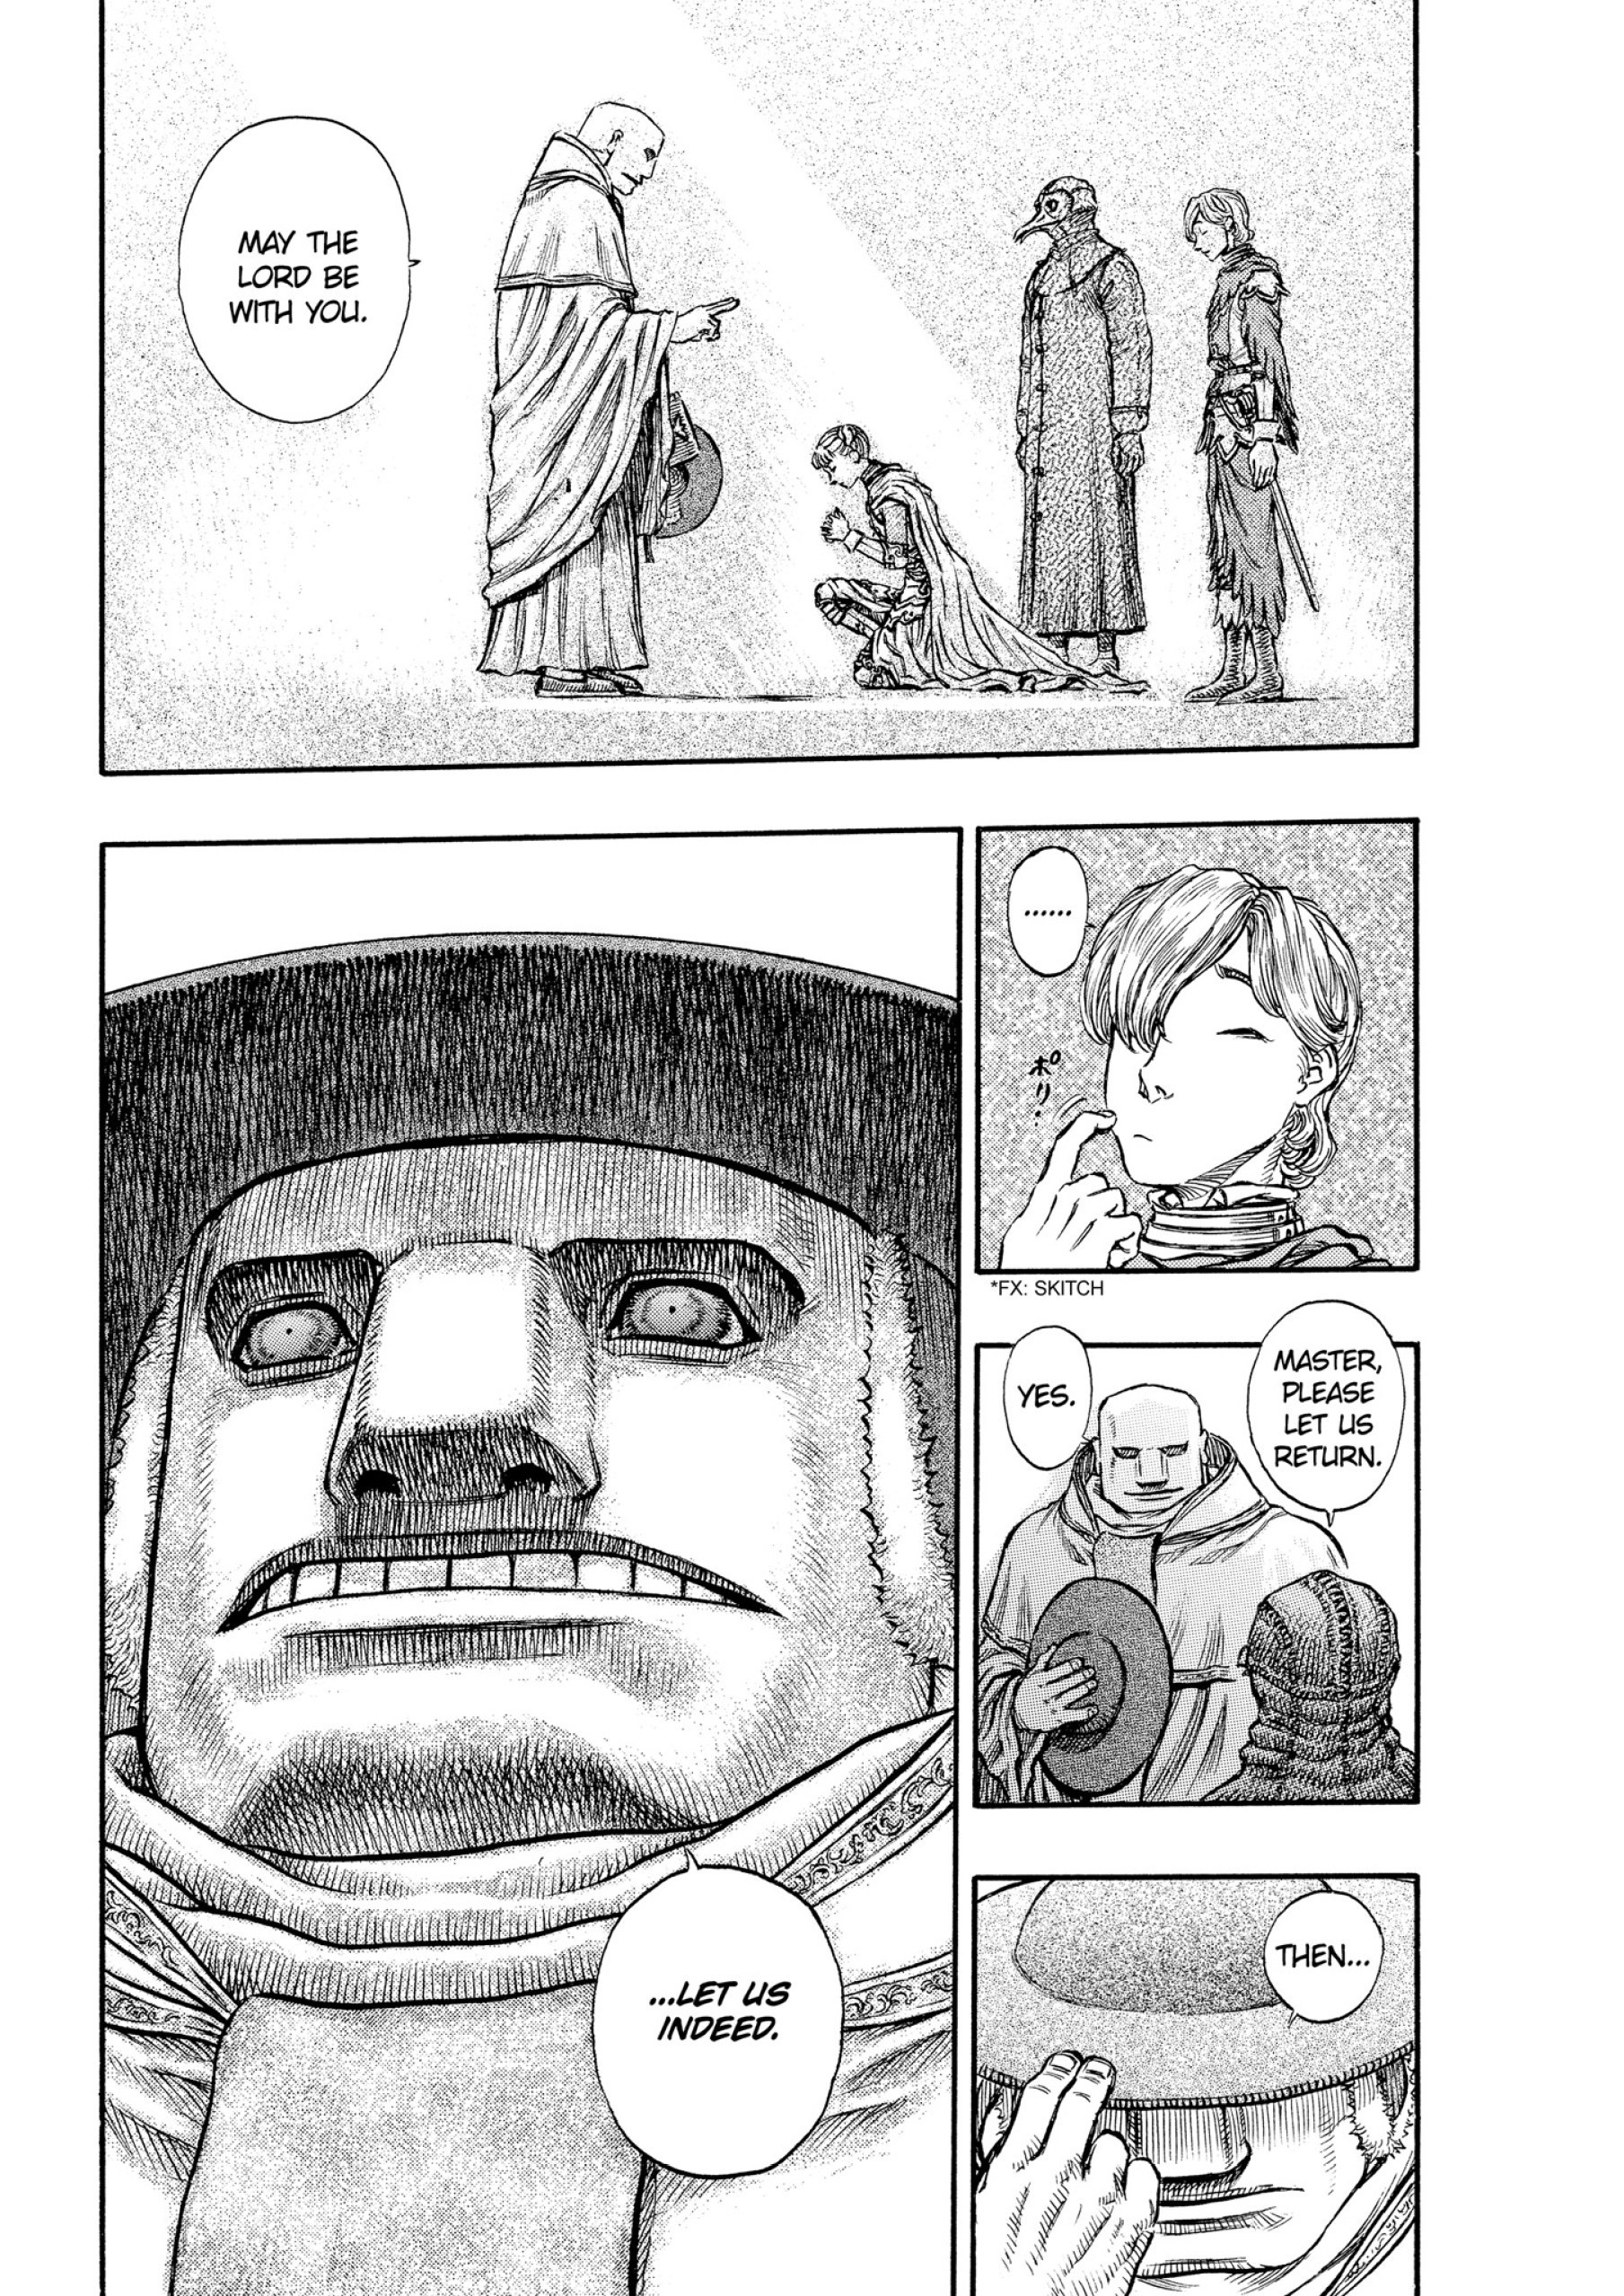 MAY THE
LORD BE
WITH YOU.
......
ポリ.
*FX: SKITCH
MASTER,
PLEASE
LET US
RETURN.
YES.
THEN...
...LET US
INDEED.